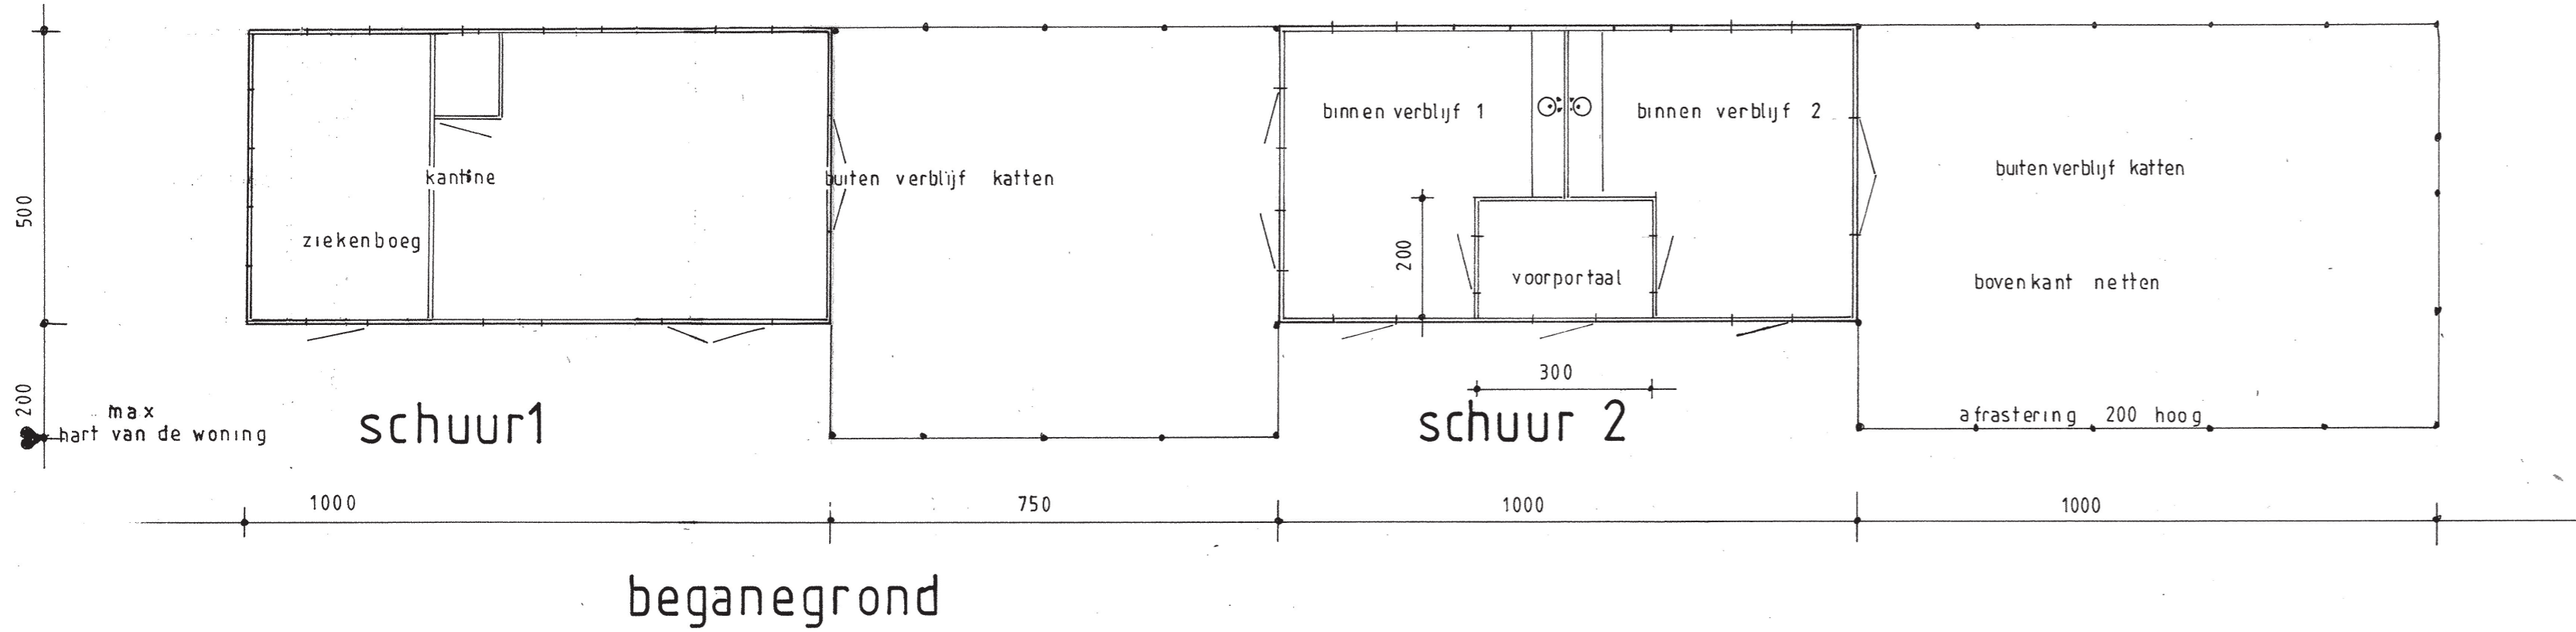 binnen verblijf 1
binnen verblijf 2
kantine
buiten verblijf katten
buiten verblijf katten
500
ziekenboeg
200
voorportaal
bovenkant netten
300
200
max
hart van de woning
schuur1
schuur 2
afrastering 200 hoog
1000
750
1000
1000
beganegrond